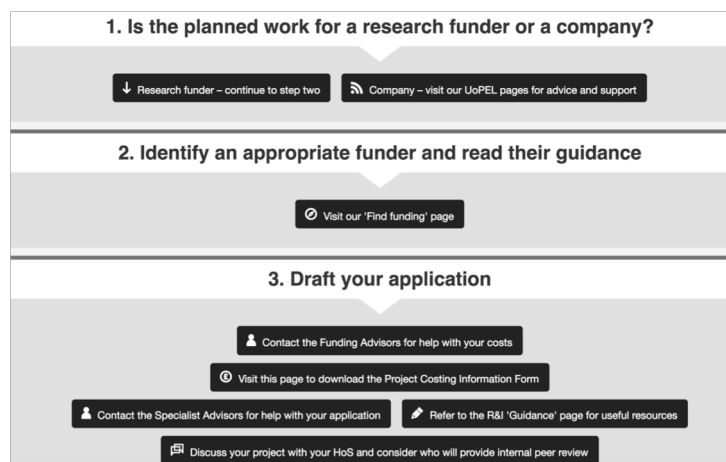 1. Is the planned work for a research funder or a company?
Research funder – continue to step two
Company – visit our UoPEL pages for advice and support
2. Identify an appropriate funder and read their guidance
Visit our 'Find funding' page
3. Draft your application
Contact the Funding Advisors for help with your costs
Visit this page to download the Project Costing Information Form
Contact the Specialist Advisors for help with your application
Refer to the R&I 'Guidance' page for useful resources
Discuss your project with your HoS and consider who will provide internal peer review